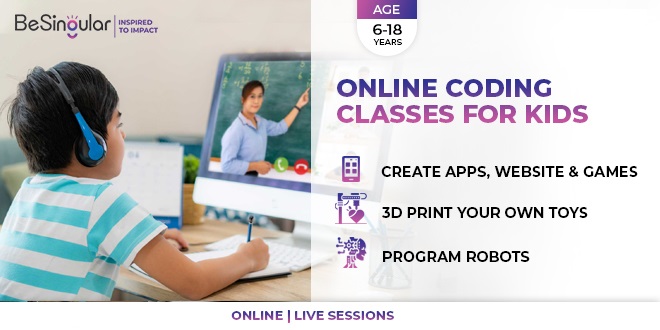 BeSingular
INSPIRED
TO IMPACT
AGE
6-18
YEARS
ONLINE CODING
CLASSES FOR KIDS
CREATE APPS, WEBSITE & GAMES
3D PRINT YOUR OWN TOYS
PROGRAM ROBOTS
ONLINE | LIVE SESSIONS